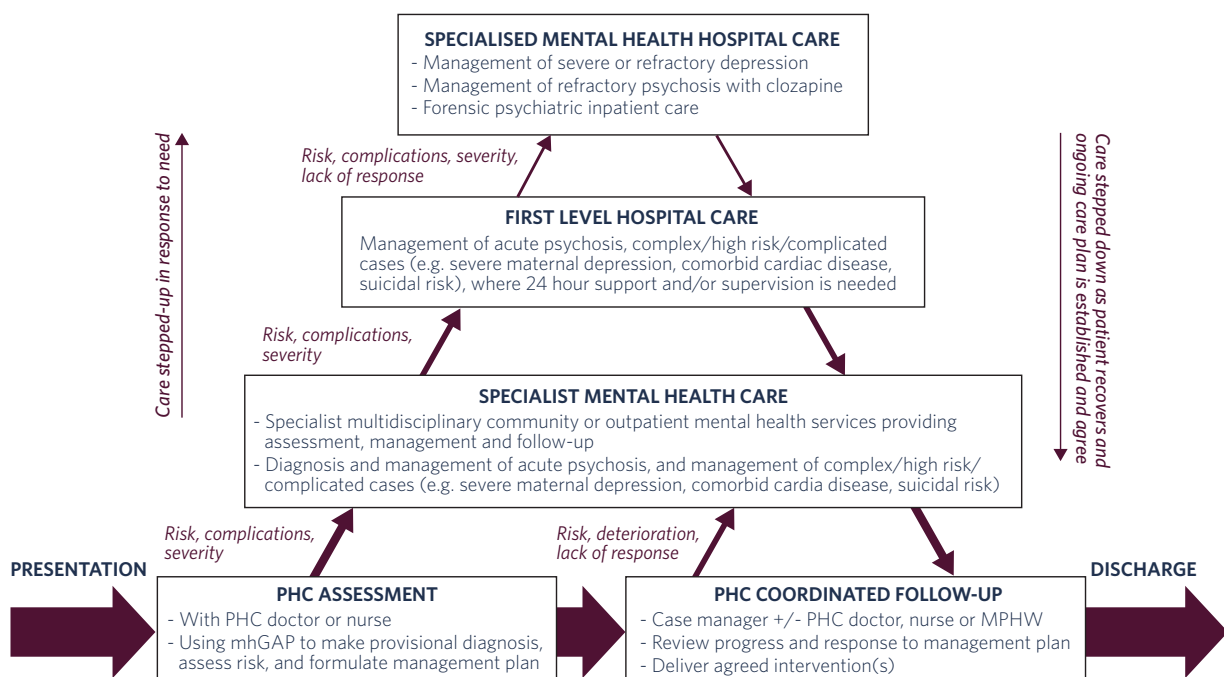 SPECIALISED MENTAL HEALTH HOSPITAL CARE
- Management of severe or refractory depression
- Management of refractory psychosis with clozapine
- Forensic psychiatric inpatient care
Care stepped-up in response to need
Risk, complications, severity,
lack of response
Care stepped down as patient recovers and
ongoing care plan is established and agree
FIRST LEVEL HOSPITAL CARE
Management of acute psychosis, complex/high risk/complicated
cases (e.g. severe maternal depression, comorbid cardiac disease,
suicidal risk), where 24 hour support and/or supervision is needed
Risk, complications,
severity
SPECIALIST MENTAL HEALTH CARE
- Specialist multidisciplinary community or outpatient mental health services providing
assessment, management and follow-up
- Diagnosis and management of acute psychosis, and management of complex/high risk/
complicated cases (e.g. severe maternal depression, comorbid cardia disease, suicidal risk)
Risk, complications,
severity
Risk, deterioration,
lack of response
PRESENTATION
PHC ASSESSMENT
- With PHC doctor or nurse
- Using mhGAP to make provisional diagnosis,
assess risk, and formulate management plan
PHC COORDINATED FOLLOW-UP
- Case manager +/- PHC doctor, nurse or MPHW
- Review progress and response to management plan
- Deliver agreed intervention(s)
DISCHARGE